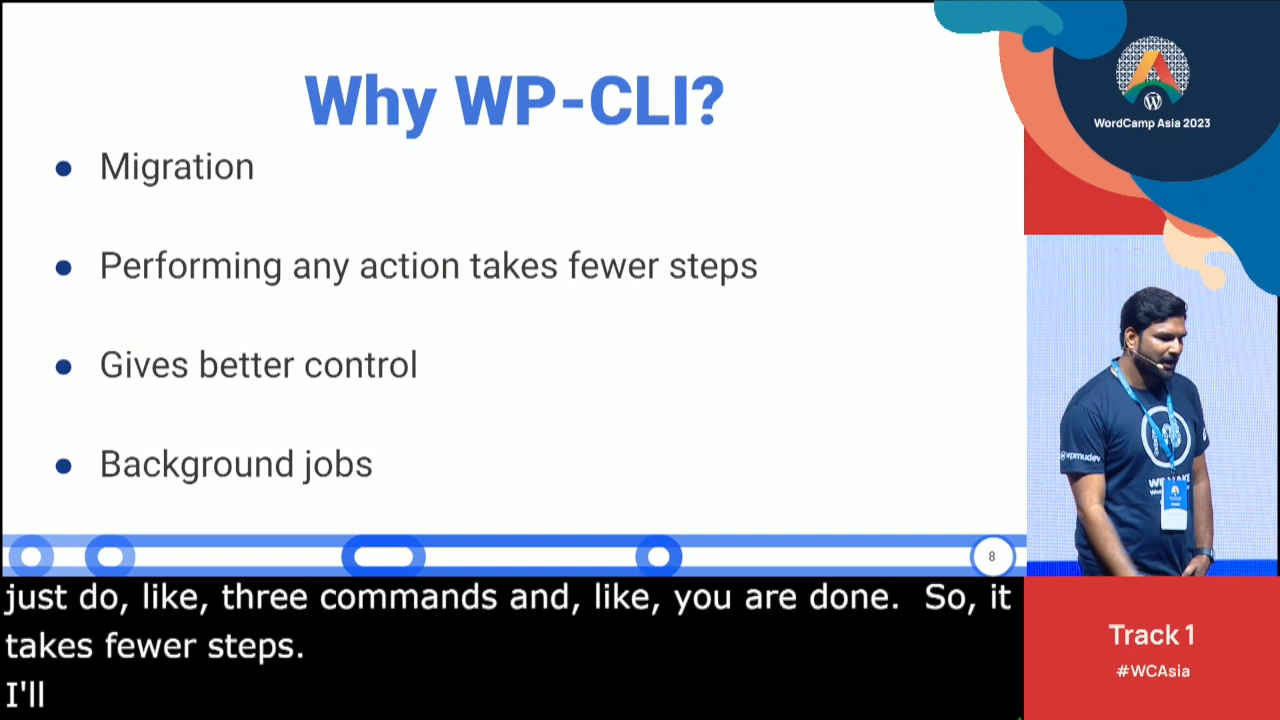 Why WP-CLI?
Migration
Performing any action takes fewer steps
Gives better control
Background jobs
8
just do, like, three commands and, like, you are done. So, it
takes fewer steps.
I'll
WordCamp Asia 2023
wpmudev
Track 1
#WCAsia